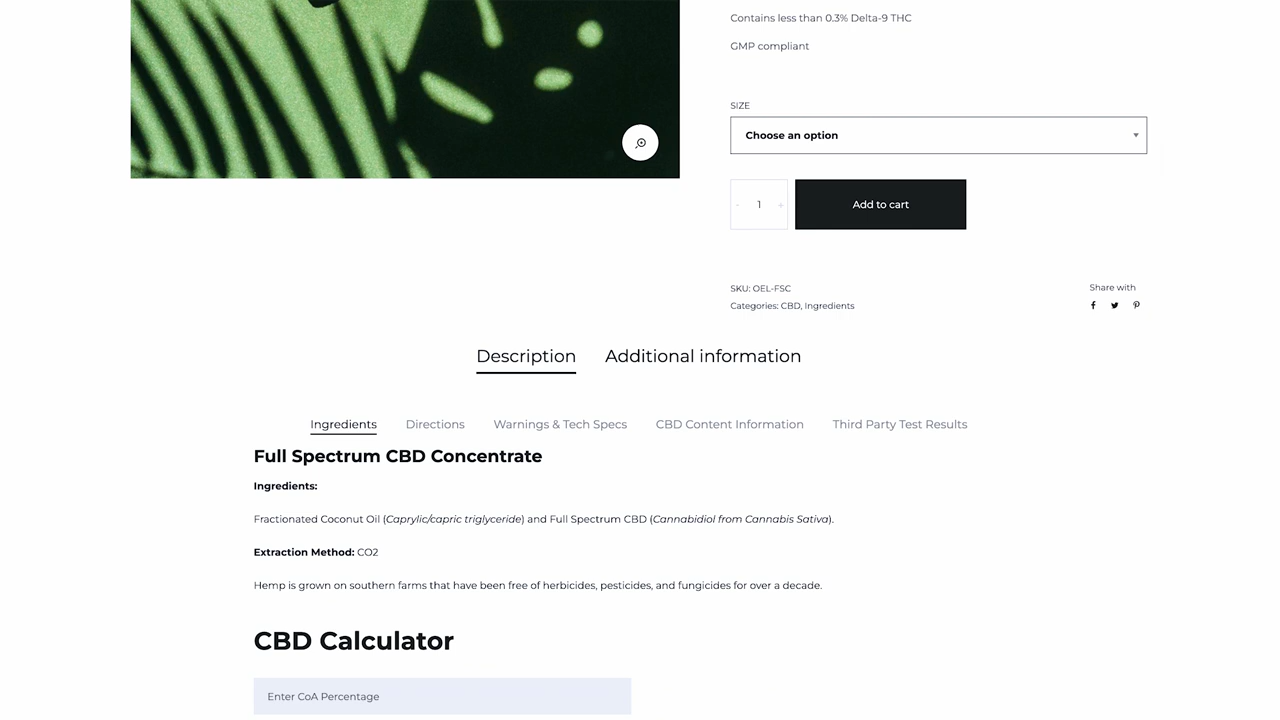 Contains less than 0.3% Delta-9 THC
GMP compliant
SIZE
Choose an option
- 1 +
Add to cart
SKU: OEL-FSC
Categories: CBD, Ingredients
Share with
Description
Additional information
Ingredients
Directions
Warnings & Tech Specs
CBD Content Information
Third Party Test Results
Full Spectrum CBD Concentrate
Ingredients:
Fractionated Coconut Oil (Caprylic/capric triglyceride) and Full Spectrum CBD (Cannabidiol from Cannabis Sativa).
Extraction Method: CO2
Hemp is grown on southern farms that have been free of herbicides, pesticides, and fungicides for over a decade.
CBD Calculator
Enter CoA Percentage